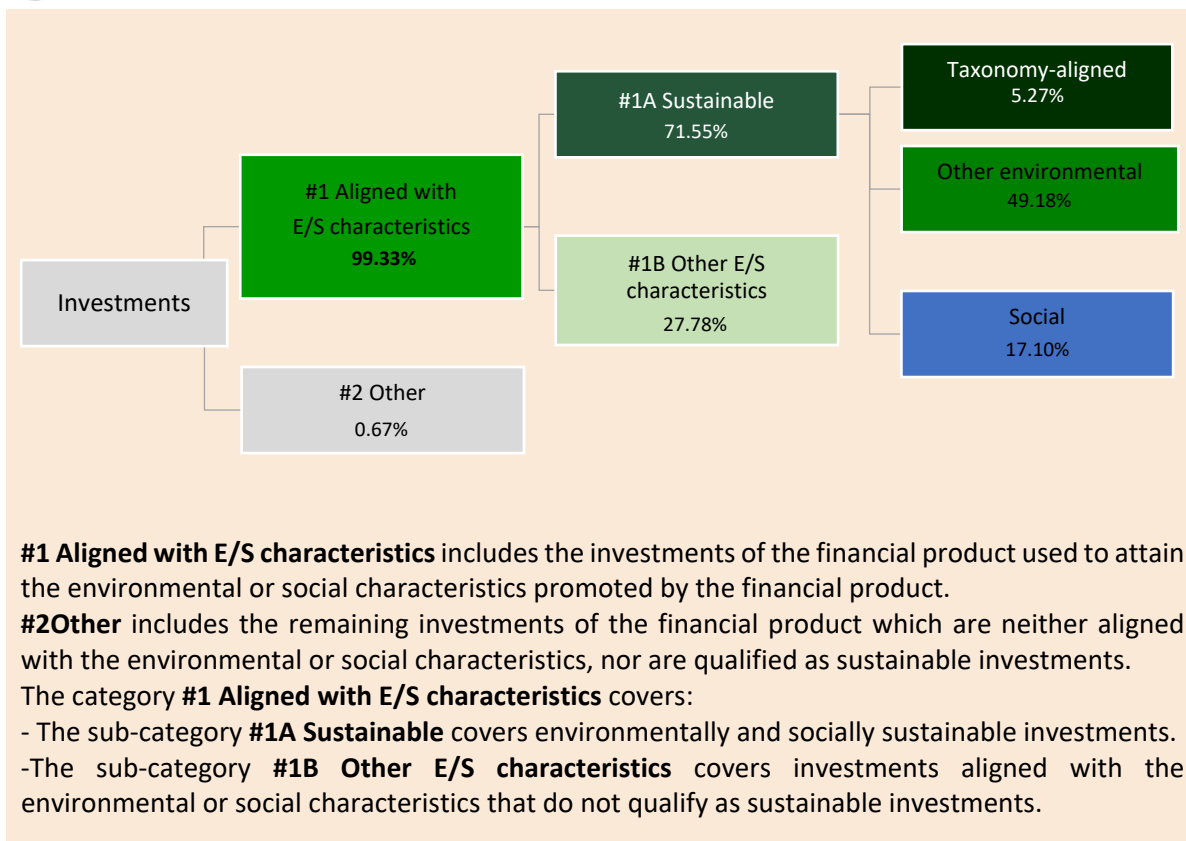 Investments
#1 Aligned with
E/S characteristics
99.33%
#2 Other
0.67%
#1A Sustainable
71.55%
#1B Other E/S
characteristics
27.78%
Taxonomy-aligned
5.27%
Other environmental
49.18%
Social
17.10%
#1 Aligned with E/S characteristics includes the investments of the financial product used to attain
the environmental or social characteristics promoted by the financial product.
#2Other includes the remaining investments of the financial product which are neither aligned
with the environmental or social characteristics, nor are qualified as sustainable investments.
The category #1 Aligned with E/S characteristics covers:
- The sub-category #1A Sustainable covers environmentally and socially sustainable investments.
-The sub-category #1B Other E/S characteristics covers investments aligned with the
environmental or social characteristics that do not qualify as sustainable investments.